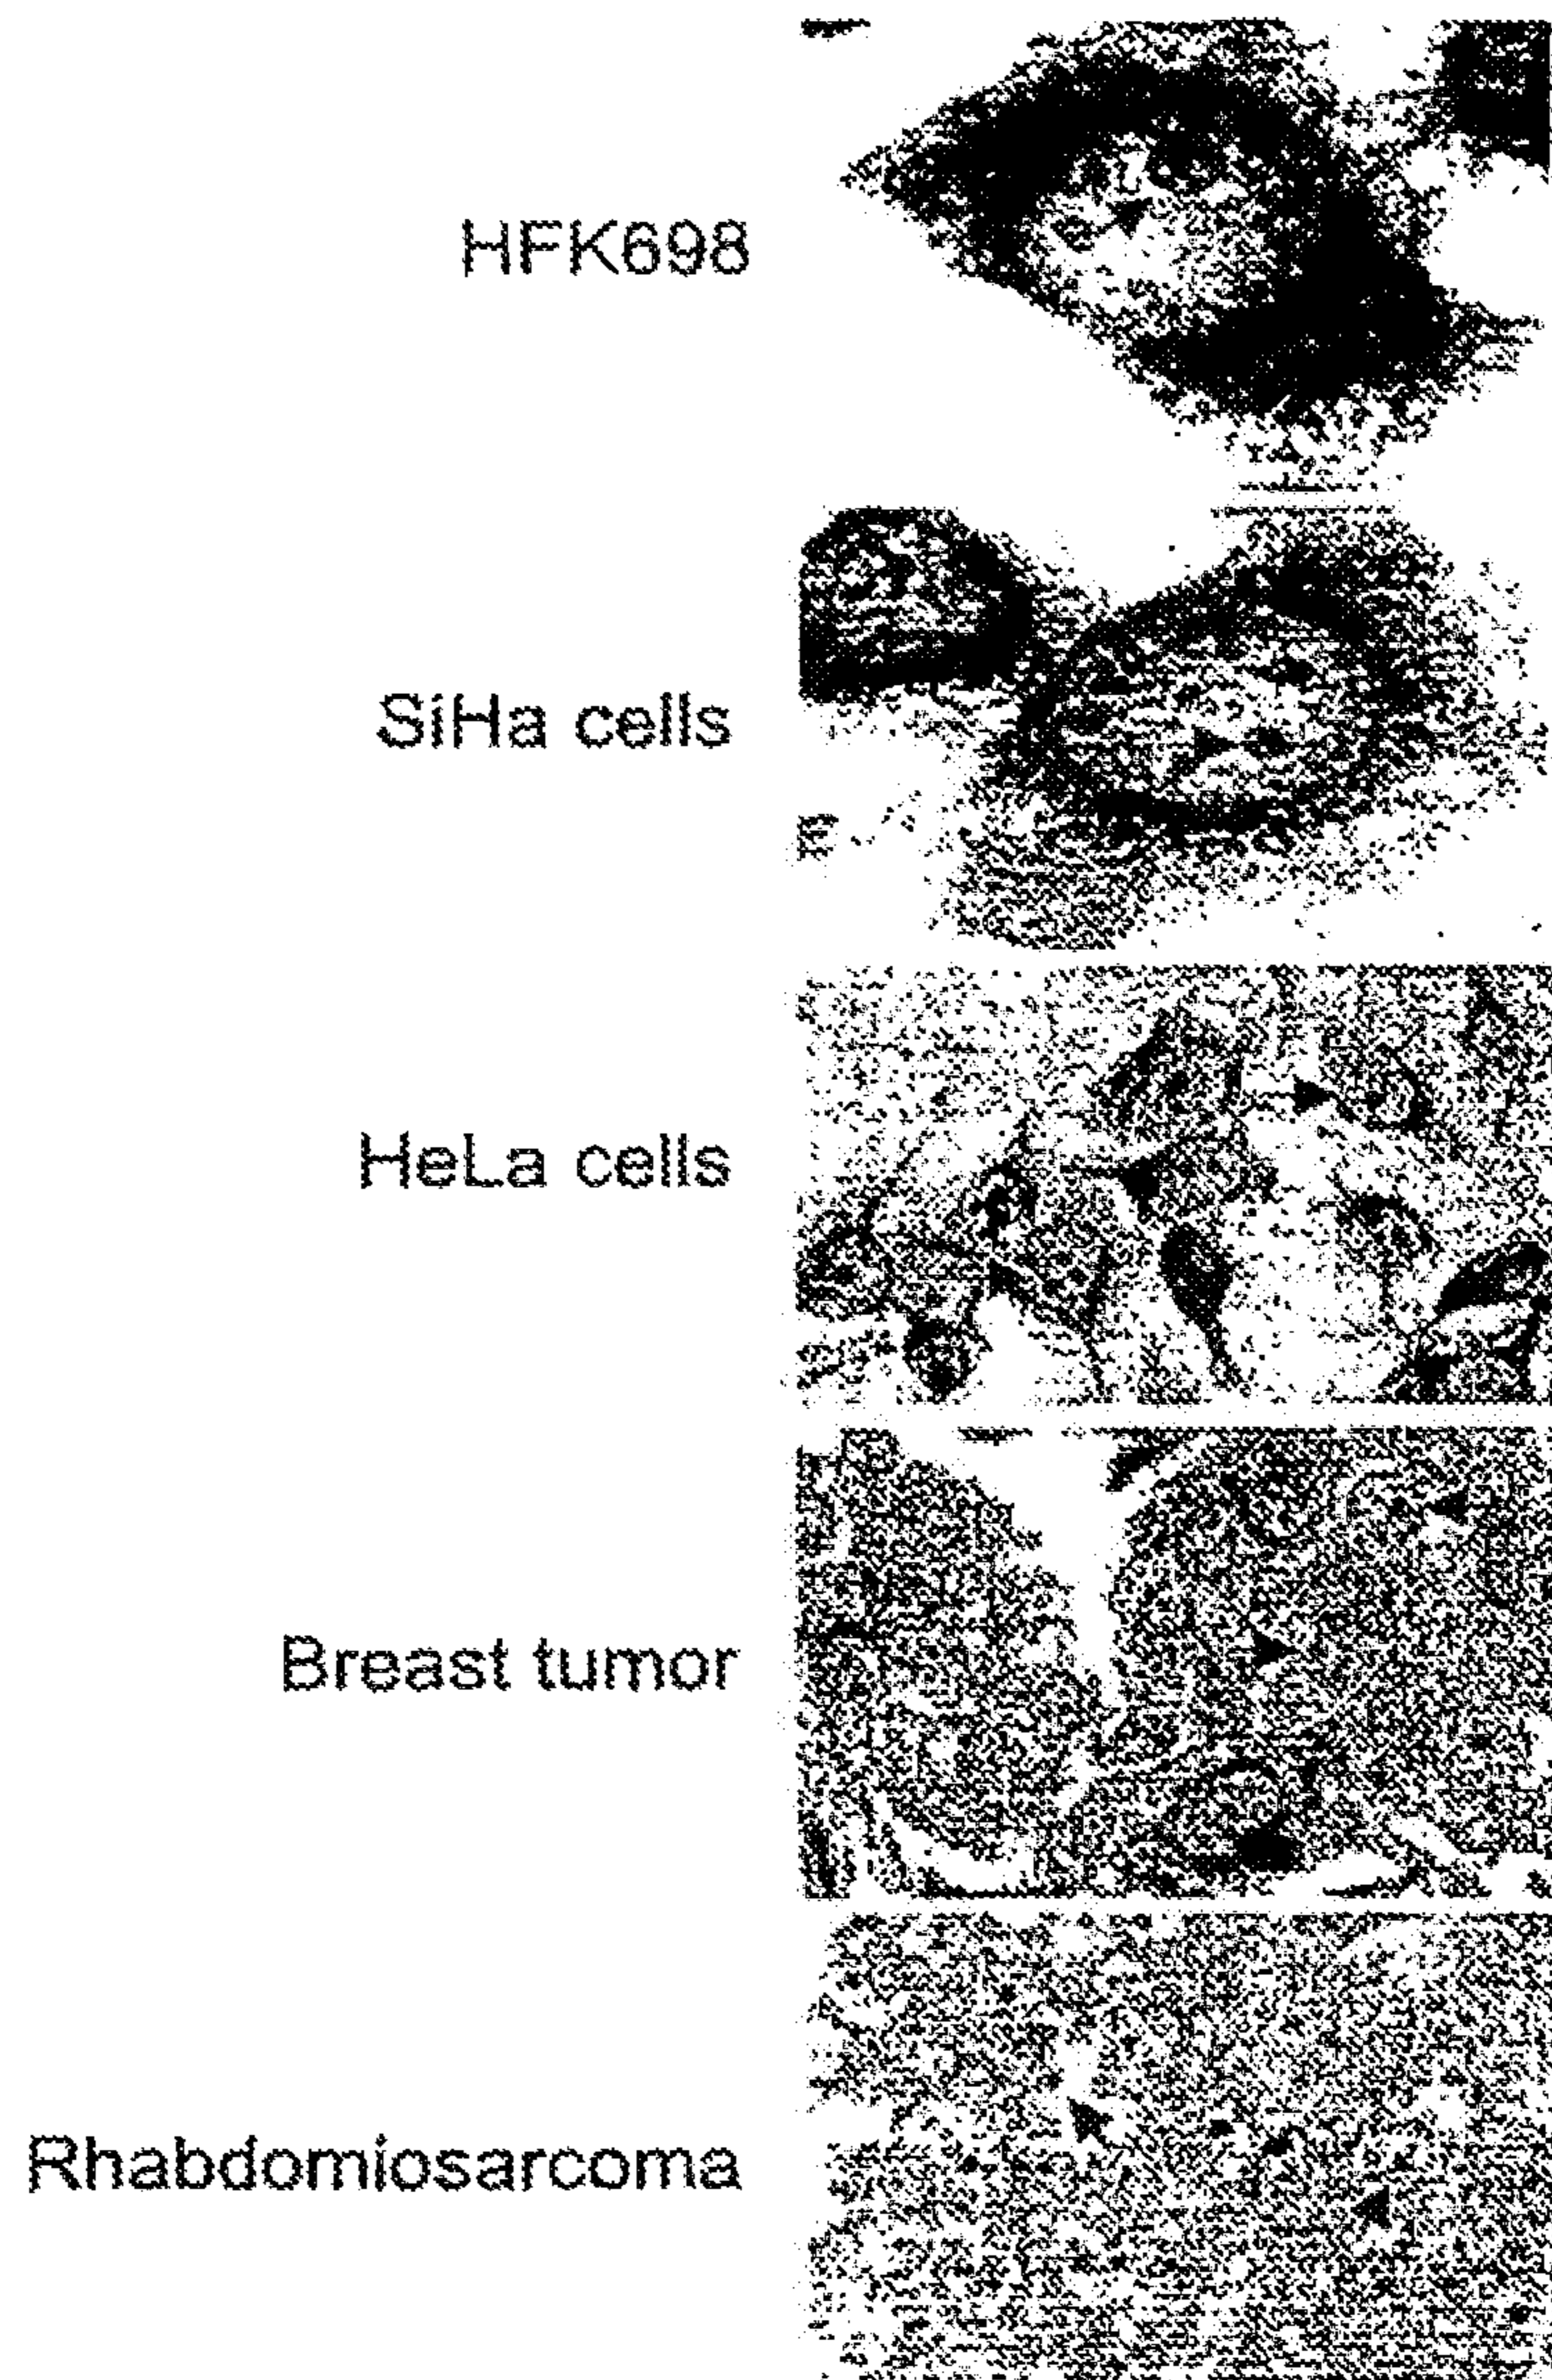 HFK698
SiHa cells
HeLa cells
Breast tumor
Rhabdomiosarcoma